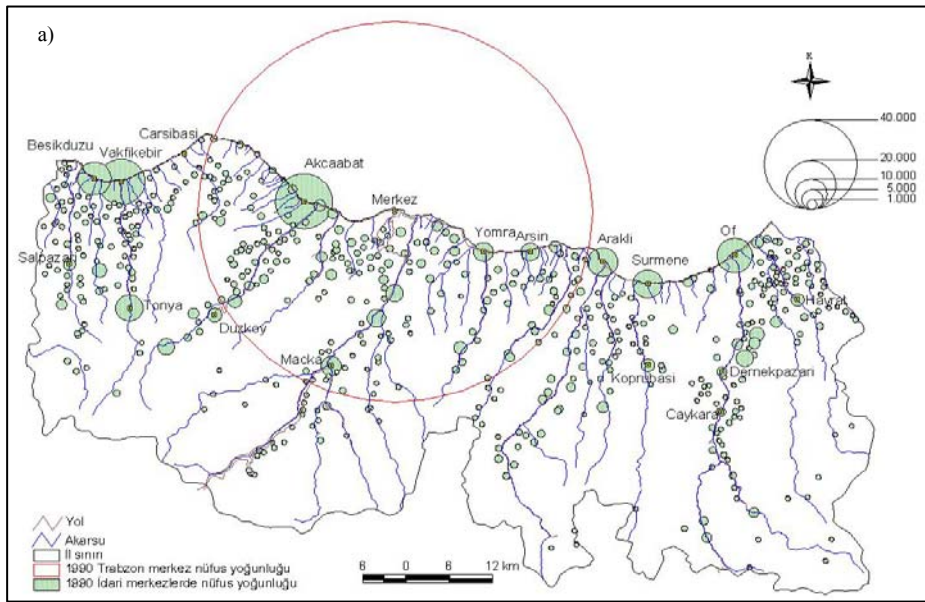 a)
K
40.000
20.000
10.000
5.000
1.000
Carsibasi
Besikduzu
Vakfikebir
Akcaabat
Merkez
Yomra
Arsin
Arakli
Surmene
Of
Salpazari
Tonya
Duzkoy
Hayrat
Macka
Koprubasi
Dernekpazari
Caykara
Yol
Akarsu
İl sınırı
1990 Trabzon merkez nüfus yoğunluğu
1990 İdari merkezlerde nüfus yoğunluğu
6 0 6 12 km